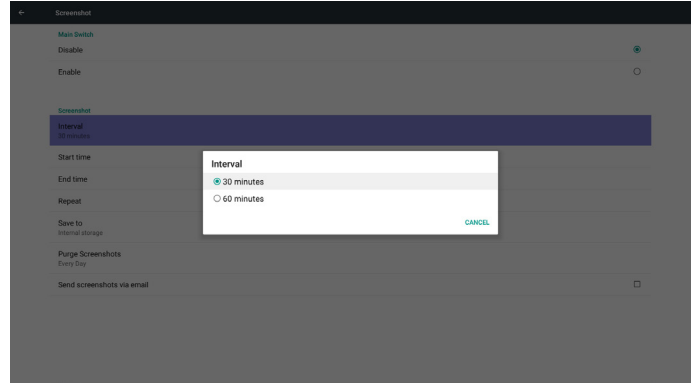 Screenshot
Main Switch
Disable
Enable
Screenshot
Interval
30 minutes
Start time
End time
Repeat
Save to
Internal storage
Purge Screenshots
Every Day
Send screenshots via email
Interval
30 minutes
60 minutes
CANCEL